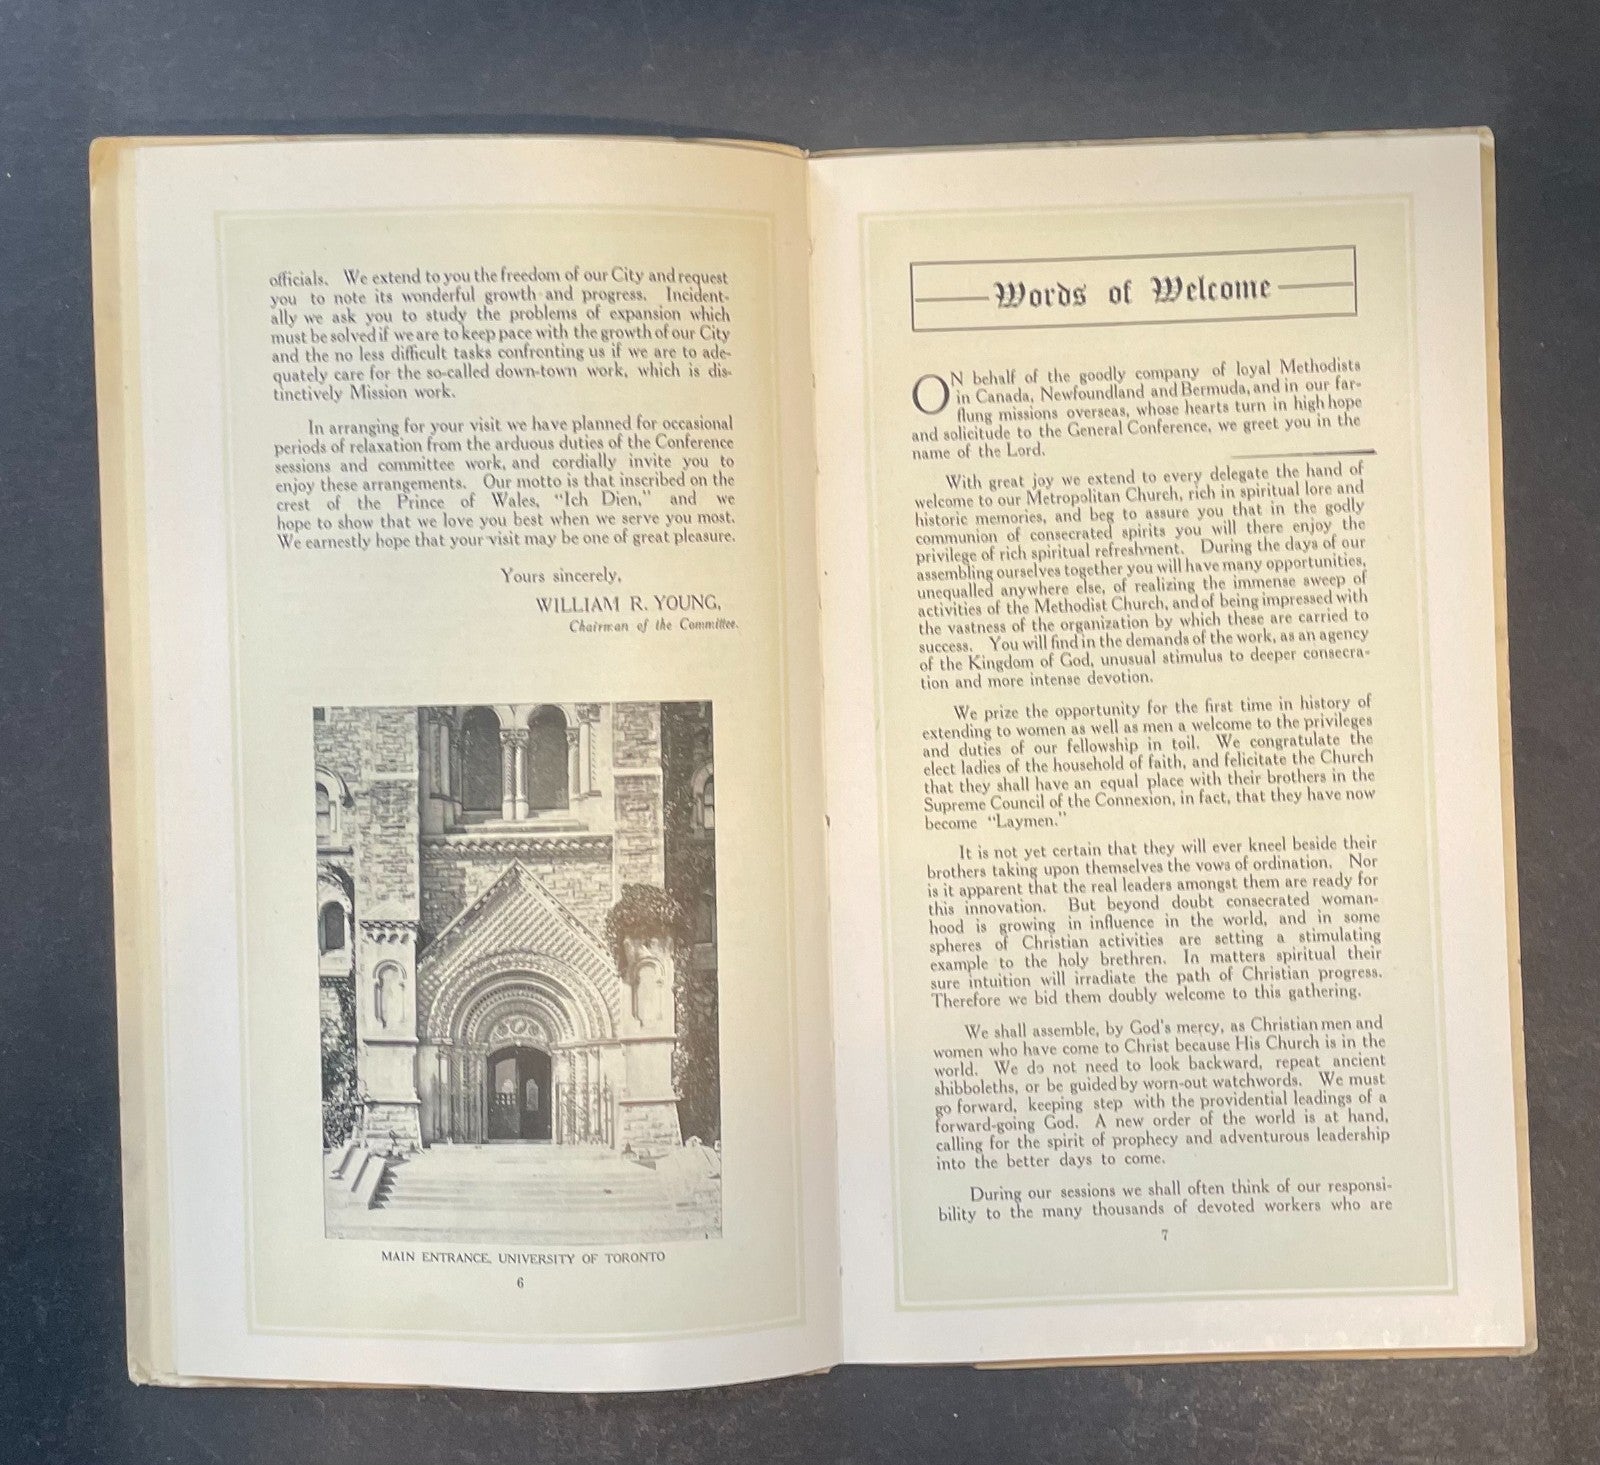 officials. We extend to you the freedom of our City and request
you to note its wonderful growth and progress. Incident-
ally we ask you to study the problems of expansion which
must be solved if we are to keep pace with the growth of our City
and the no less difficult tasks confronting us if we are to ade-
quately care for the so-called down-town work, which is dis-
tinctively Mission work.
In arranging for your visit we have planned for occasional
periods of relaxation from the arduous duties of the Conference
sessions and committee work, and cordially invite you to
enjoy these arrangements. Our motto is that inscribed on the
crest of the Prince of Wales, "Ich Dien," and we
hope to show that we love you best when we serve you most.
We earnestly hope that your visit may be one of great pleasure.
Yours sincerely,
WILLIAM R. YOUNG,
Chairman of the Committee.
MAIN ENTRANCE, UNIVERSITY OF TORONTO
6
Words of Welcome
ON behalf of the goodly company of loyal Methodists
in Canada, Newfoundland and Bermuda, and in our far-
flung missions overseas, whose hearts turn in high hope
and solicitude to the General Conference, we greet you in the
name of the Lord.
With great joy we extend to every delegate the hand of
welcome to our Metropolitan Church, rich in spiritual lore and
historic memories, and beg to assure you that in the godly
communion of consecrated spirits you will there enjoy the
privilege of rich spiritual refreshment. During the days of our
assembling ourselves together you will have many opportunities,
unequalled anywhere else, of realizing the immense sweep of
activities of the Methodist Church, and of being impressed with
the vastness of the organization by which these are carried to
success. You will find in the demands of the work, as an agency
of the Kingdom of God, unusual stimulus to deeper consecra-
tion and more intense devotion.
We prize the opportunity for the first time in history of
extending to women as well as men a welcome to the privileges
and duties of our fellowship in toil. We congratulate the
elect ladies of the household of faith, and felicitate the Church
that they shall have an equal place with their brothers in the
Supreme Council of the Connexion, in fact, that they have now
become "Laymen."
It is not yet certain that they will ever kneel beside their
brothers taking upon themselves the vows of ordination. Nor
is it apparent that the real leaders amongst them are ready for
this innovation. But beyond doubt consecrated woman-
hood is growing in influence in the world, and in some
spheres of Christian activities are setting a stimulating
example to the holy brethren. In matters spiritual their
sure intuition will irradiate the path of Christian progress.
Therefore we bid them doubly welcome to this gathering.
We shall assemble, by God's mercy, as Christian men and
women who have come to Christ because His Church is in the
world. We do not need to look backward, repeat ancient
shibboleths, or be guided by worn-out watchwords. We must
go forward, keeping step with the providential leadings of a
forward-going God. A new order of the world is at hand,
calling for the spirit of prophecy and adventurous leadership
into the better days to come.
During our sessions we shall often think of our responsi-
bility to the many thousands of devoted workers who are
7